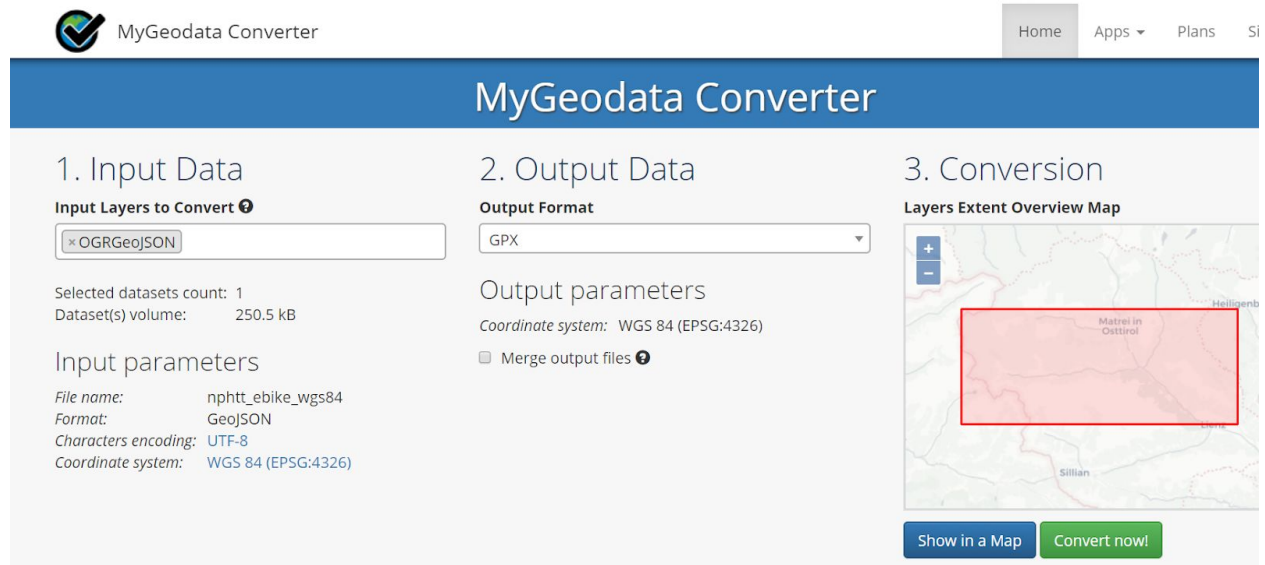 MyGeodata Converter
Home Apps Plans
MyGeodata Converter
1. Input Data
Input Layers to Convert
× OGRGeoJSON
Selected datasets count: 1
Dataset(s) volume: 250.5 kB
Input parameters
File name: nphtt_ebike_wgs84
Format: GeoJSON
Characters encoding: UTF-8
Coordinate system: WGS 84 (EPSG:4326)
2. Output Data
Output Format
GPX
Output parameters
Coordinate system: WGS 84 (EPSG:4326)
Merge output files
3. Conversion
Layers Extent Overview Map
+
−
Matrei in
Osttirol
Lienz
Sillian
Show in a Map
Convert now!